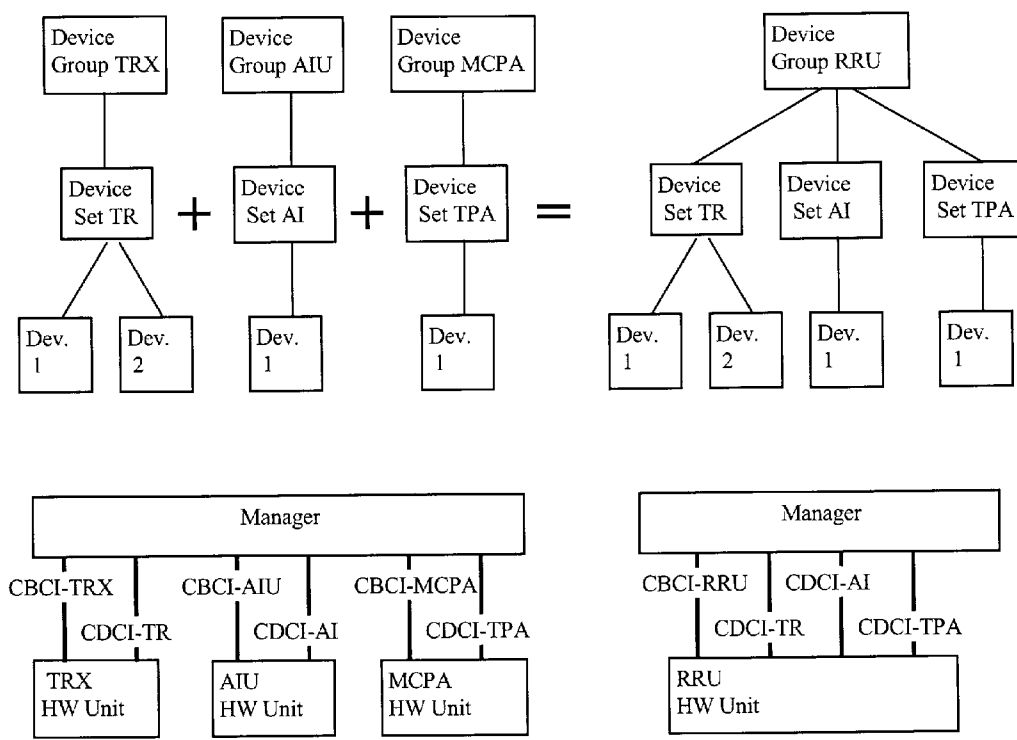 Device
Group TRX
Device
Group AIU
Device
Group MCPA
Device
Group RRU
Device
Set TR
+
Device
Set AI
+
Device
Set TPA
=
Device
Set TR
Device
Set AI
Device
Set TPA
Dev.
1
Dev.
2
Dev.
1
Dev.
1
Dev.
1
Dev.
2
Dev.
1
Dev.
1
Manager
Manager
CBCI-TRX
CBCI-AIU
CBCI-MCPA
CBCI-RRU
CDCI-AI
CDCI-TR
CDCI-AI
CDCI-TPA
CDCI-TR
CDCI-TPA
TRX
HW Unit
AIU
HW Unit
MCPA
HW Unit
RRU
HW Unit